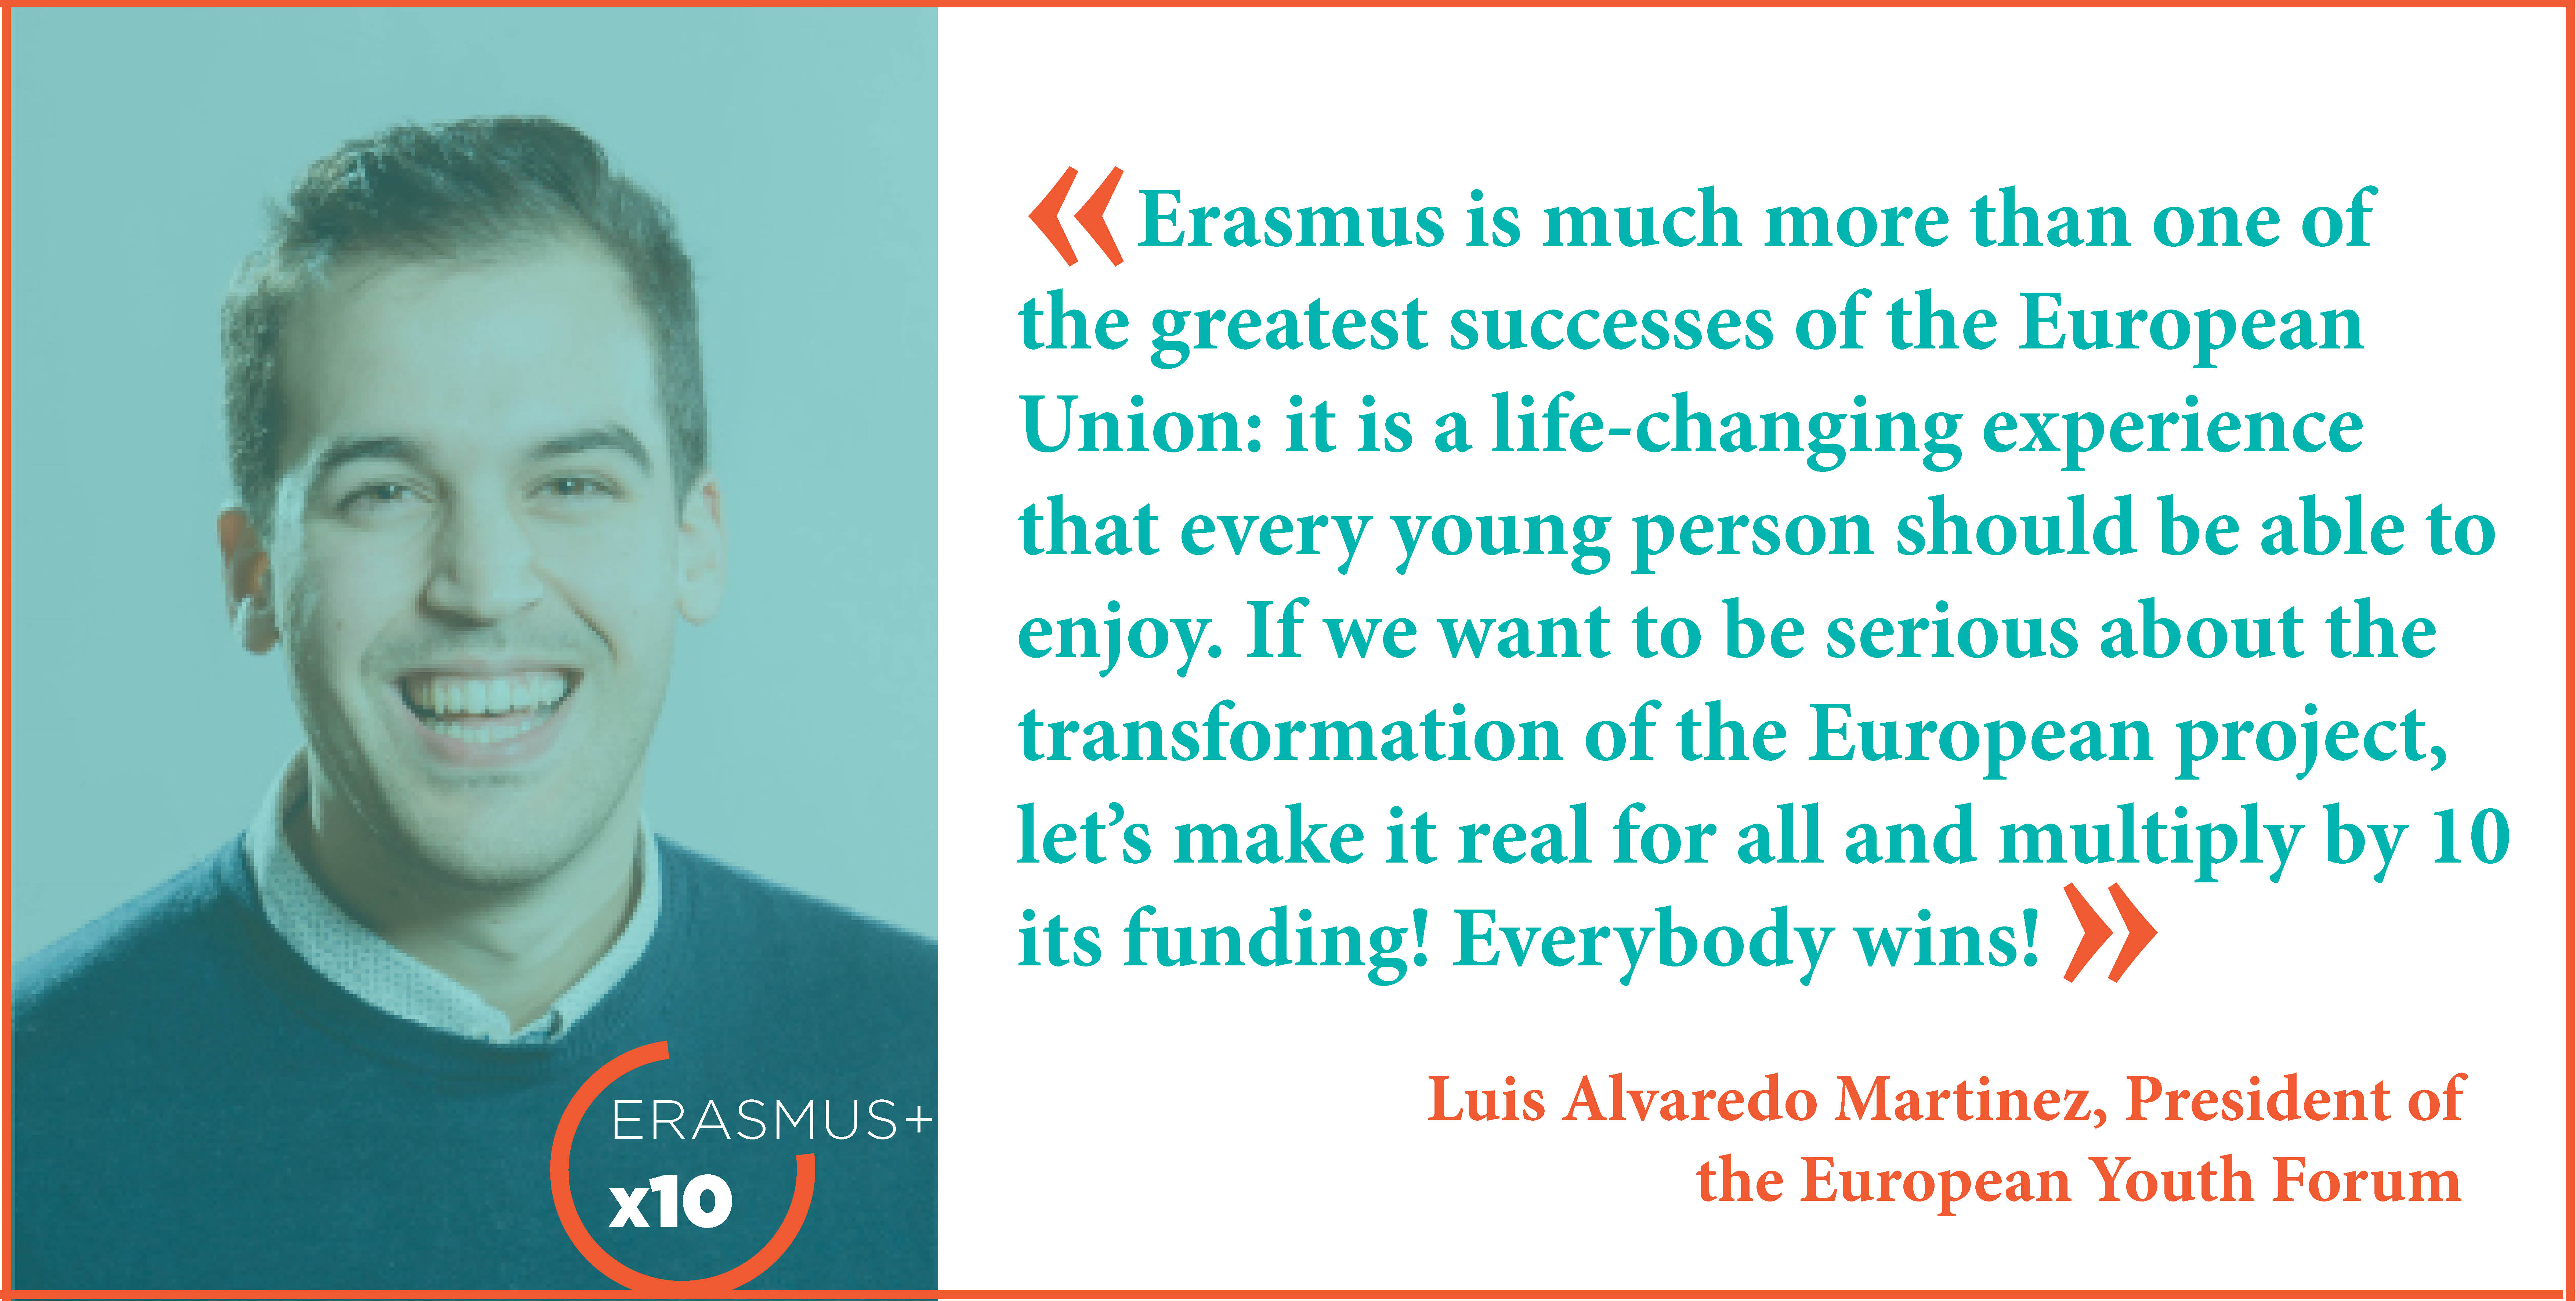 «Erasmus is much more than one of
the greatest successes of the European
Union: it is a life-changing experience
that every young person should be able to
enjoy. If we want to be serious about the
transformation of the European project,
let’s make it real for all and multiply by 10
its funding! Everybody wins!»
Luis Alvaredo Martinez, President of
the European Youth Forum
ERASMUS+
x10